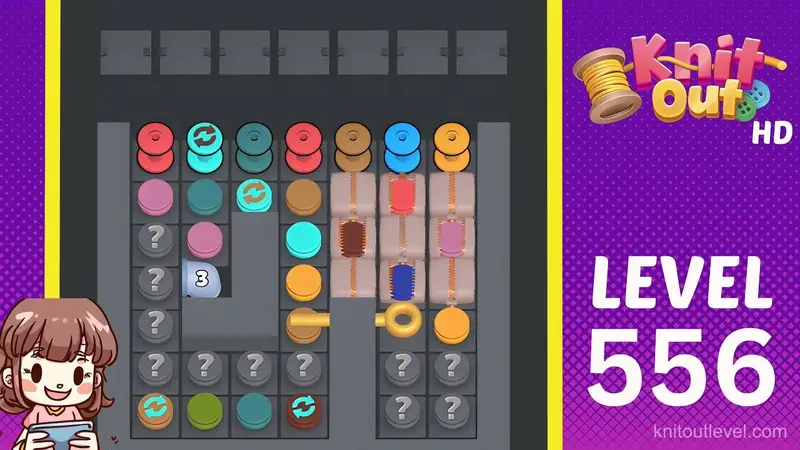 Knit
Out
HD
?
?
3
?
?
? ? ? ? ? ?
? ?
LEVEL
556
knitoutlevel.com